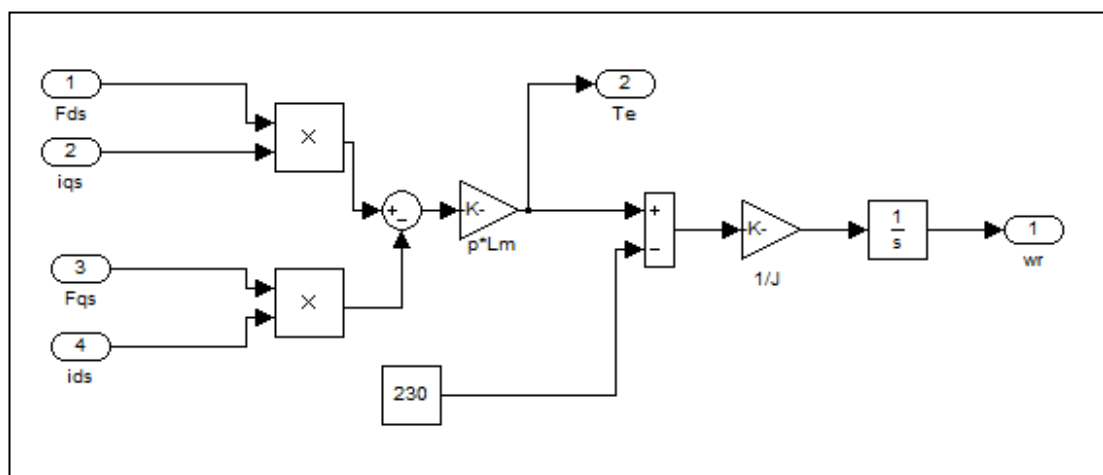 1
Fds
2
iqs
3
Fqs
4
ids
×
×
+
−
K-
p*Lm
2
Te
230
+
−
K-
1/J
1
s
1
wr